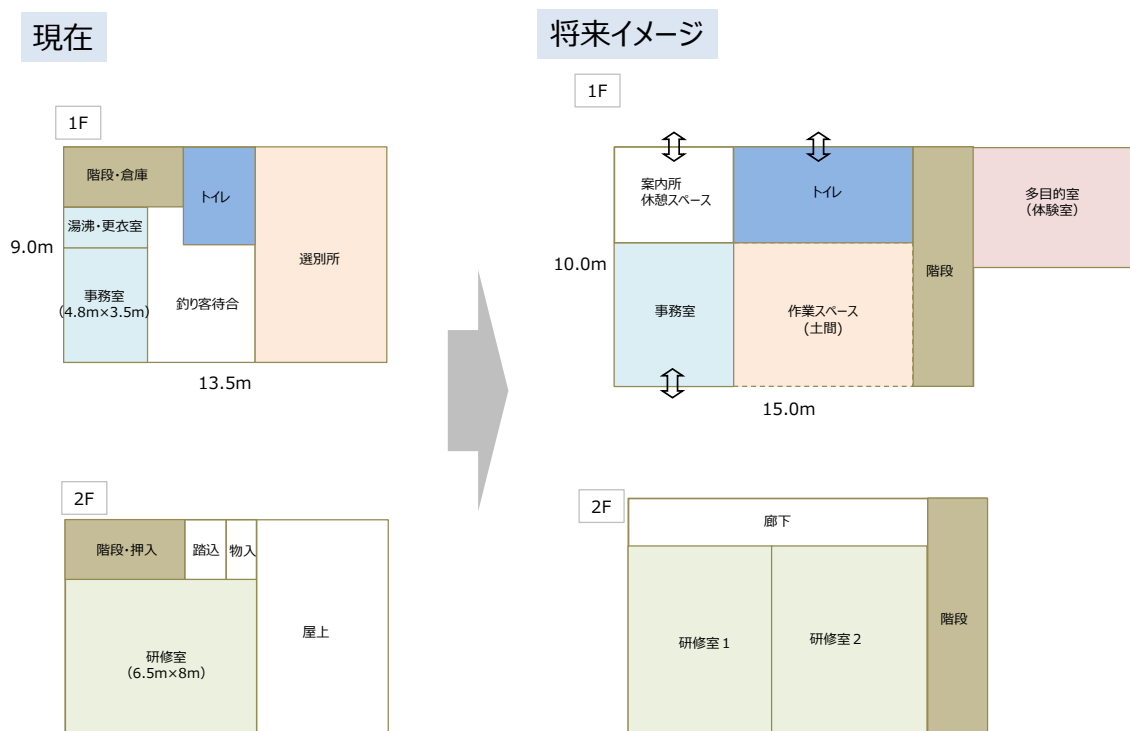 現在
1F
階段・倉庫
トイレ
湯沸・更衣室
選別所
9.0m
事務室
（4.8m×3.5m）
釣り客待合
13.5m
2F
階段・押入
踏込
物入
屋上
研修室
（6.5m×8m）
将来イメージ
1F
案内所
休憩スペース
トイレ
多目的室
（体験室）
10.0m
階段
事務室
作業スペース
(土間)
15.0m
2F
廊下
階段
研修室１
研修室２